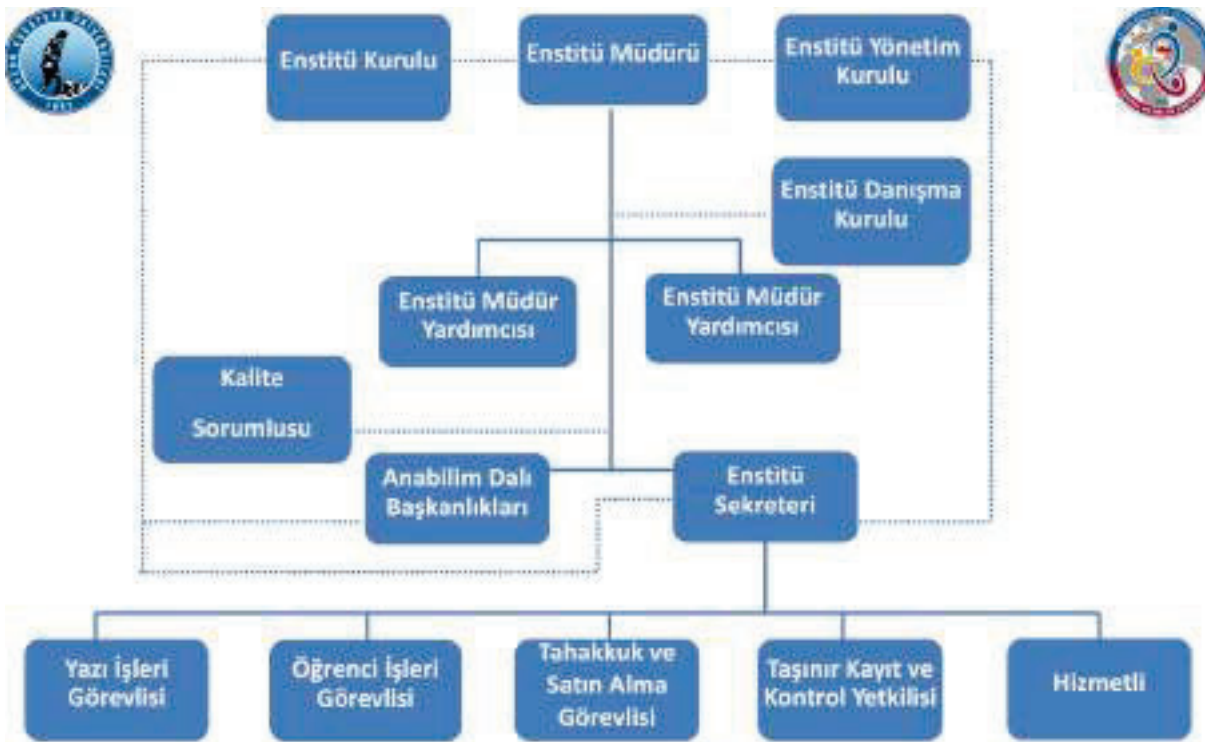 Enstitü Kurulu
Enstitü Müdürü
Enstitü Yönetim
Kurulu
Enstitü Danışma
Kurulu
Enstitü Müdür
Yardımcısı
Enstitü Müdür
Yardımcısı
Kalite
Sorumlusu
Anabilim Dalı
Başkanlıkları
Enstitü
Sekreteri
Yazı İşleri
Görevlisi
Öğrenci İşleri
Görevlisi
Tahakkuk ve
Satın Alma
Görevlisi
Taşınır Kayıt ve
Kontrol Yetkilisi
Hizmetli